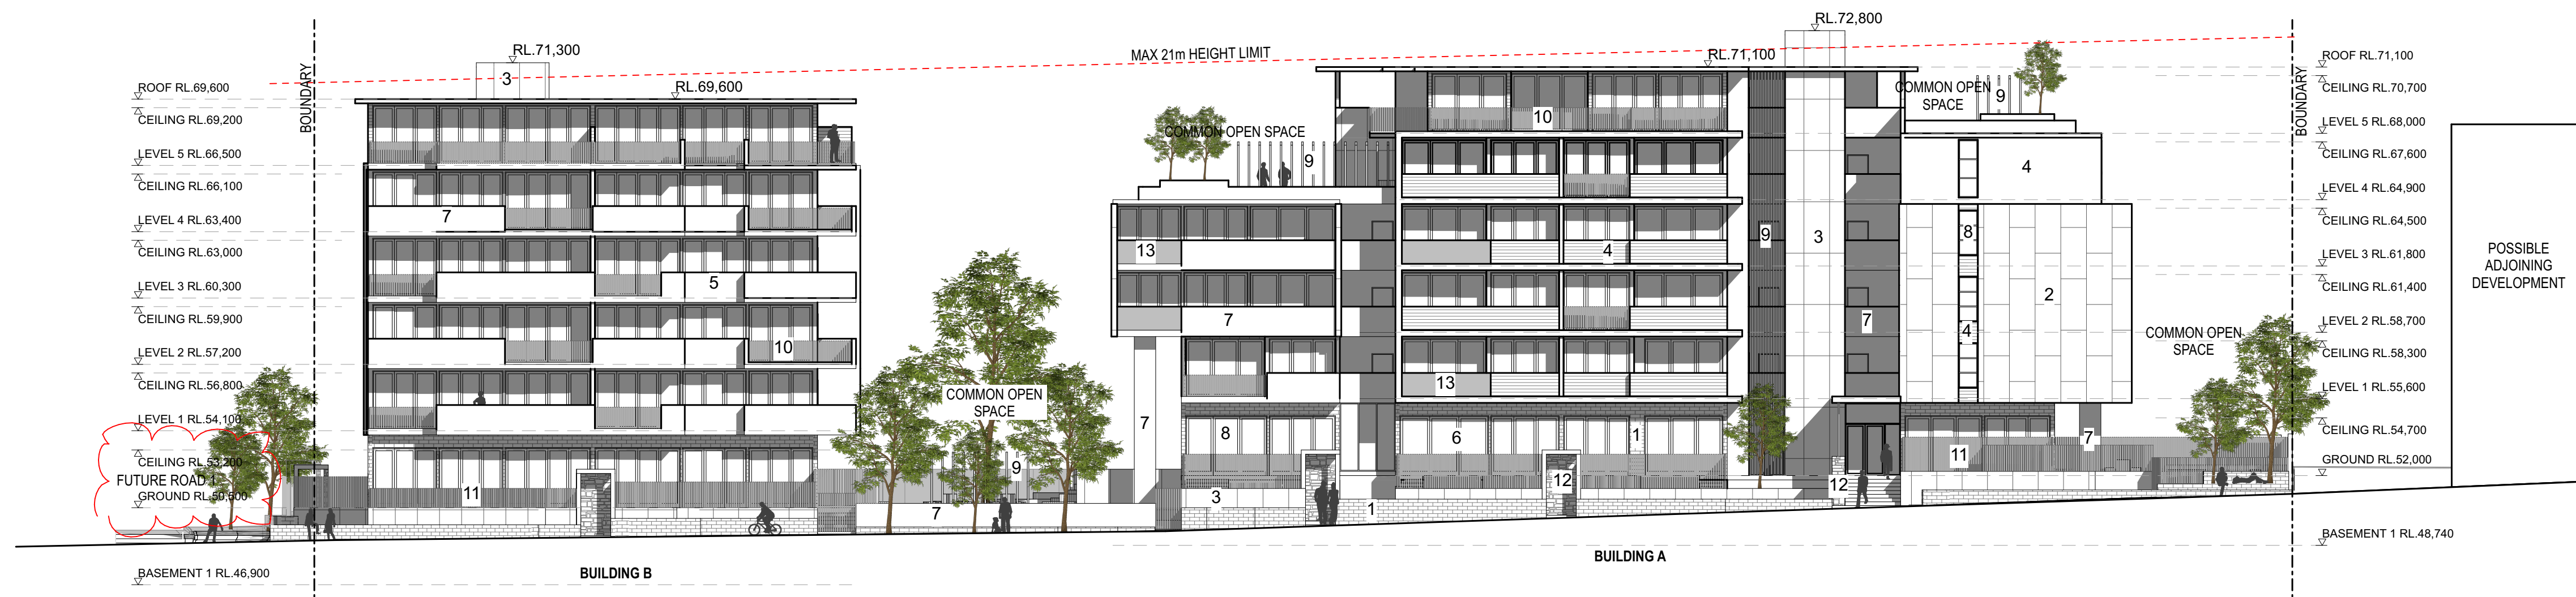 RL.72,800
RL.71,300
MAX 21m HEIGHT LIMIT
RL.71,100
3
RL.69,600
BOUNDARY
ROOF RL.69,600
CEILING RL.69,200
LEVEL 5 RL.66,500
CEILING RL.66,100
LEVEL 4 RL.63,400
CEILING RL.63,000
LEVEL 3 RL.60,300
CEILING RL.59,900
LEVEL 2 RL.57,200
CEILING RL.56,800
LEVEL 1 RL.54,100
CEILING RL.53,200
FUTURE ROAD 1
GROUND RL.50,500
BASEMENT 1 RL.46,900
7
5
10
11
BUILDING B
COMMON OPEN
SPACE
9
7
COMMON OPEN SPACE
9
13
7
7
8
3
1
10
4
13
6
1
12
9
3
7
12
BUILDING A
COMMON OPEN
SPACE
9
4
8
2
4
11
7
COMMON OPEN
SPACE
BOUNDARY
ROOF RL.71,100
CEILING RL.70,700
LEVEL 5 RL.68,000
CEILING RL.67,600
LEVEL 4 RL.64,900
CEILING RL.64,500
LEVEL 3 RL.61,800
CEILING RL.61,400
LEVEL 2 RL.58,700
CEILING RL.58,300
LEVEL 1 RL.55,600
CEILING RL.54,700
GROUND RL.52,000
BASEMENT 1 RL.48,740
POSSIBLE
ADJOINING
DEVELOPMENT